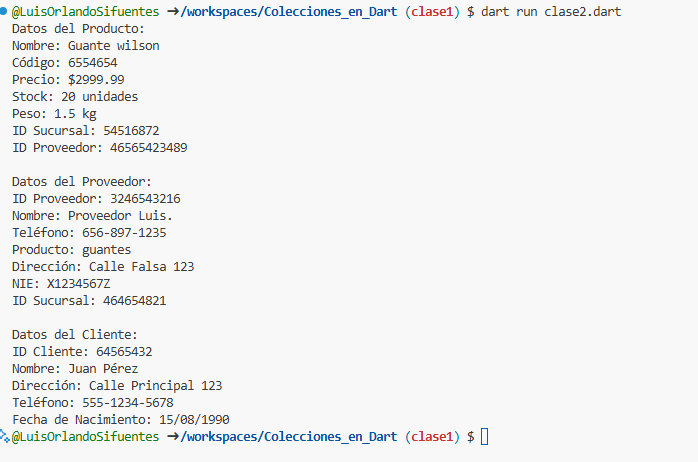 @LuisOrlandoSifuentes ➜/workspaces/Colecciones_en_Dart (clase1) $ dart run clase2.dart
Datos del Producto:
Nombre: Guante wilson
Código: 6554654
Precio: $2999.99
Stock: 20 unidades
Peso: 1.5 kg
ID Sucursal: 54516872
ID Proveedor: 46565423489

Datos del Proveedor:
ID Proveedor: 3246543216
Nombre: Proveedor Luis.
Teléfono: 656-897-1235
Producto: guantes
Dirección: Calle Falsa 123
NIE: X1234567Z
ID Sucursal: 464654821

Datos del Cliente:
ID Cliente: 64565432
Nombre: Juan Pérez
Dirección: Calle Principal 123
Teléfono: 555-1234-5678
Fecha de Nacimiento: 15/08/1990
@LuisOrlandoSifuentes ➜/workspaces/Colecciones_en_Dart (clase1) $